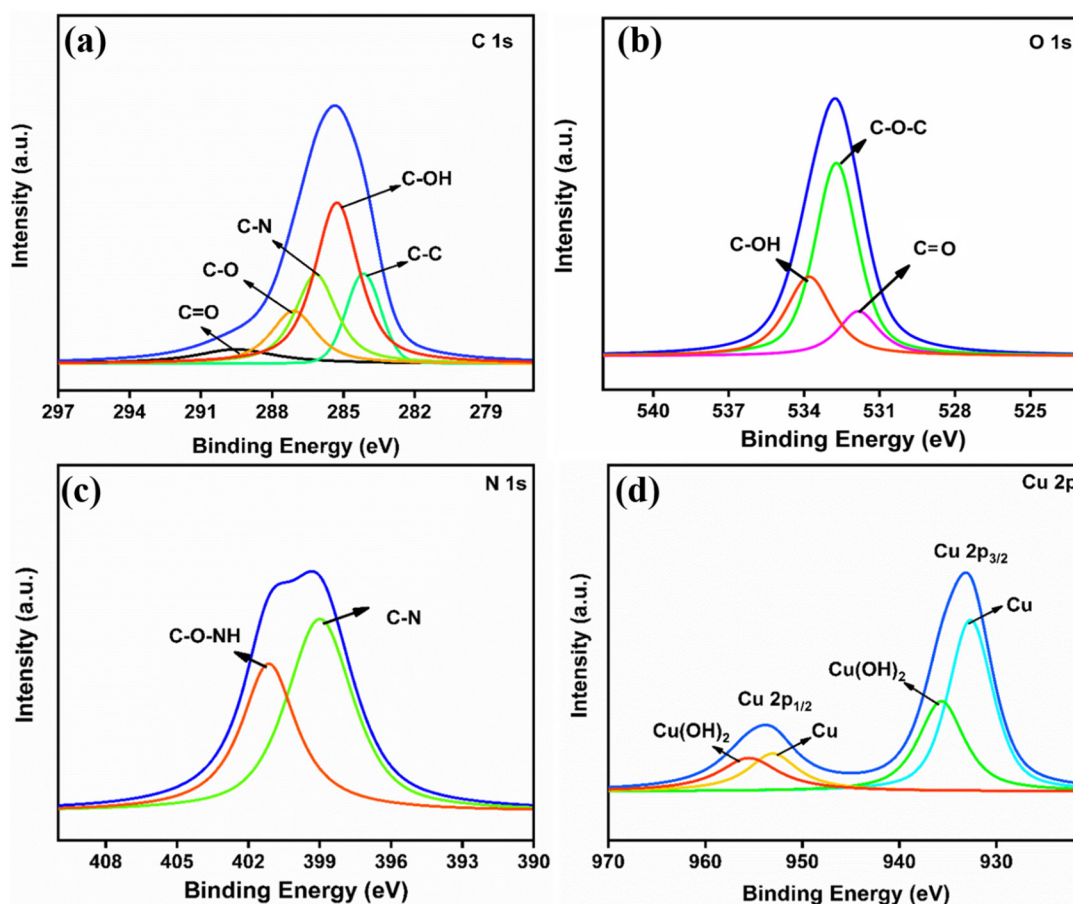 (a)
C 1s
C-OH
C-N
C-C
C-O
C=O
Intensity (a.u.)
297 294 291 288 285 282 279
Binding Energy (eV)
(b)
O 1s
C-O-C
C-OH
C=O
Intensity (a.u.)
540 537 534 531 528 525
Binding Energy (eV)
(c)
N 1s
C-O-NH
C-N
Intensity (a.u.)
408 405 402 399 396 393 390
Binding Energy (eV)
(d)
Cu 2p
Cu 2p3/2
Cu
Cu(OH)2
Cu 2p1/2
Cu(OH)2
Cu
Intensity (a.u.)
970 960 950 940 930
Binding Energy (eV)